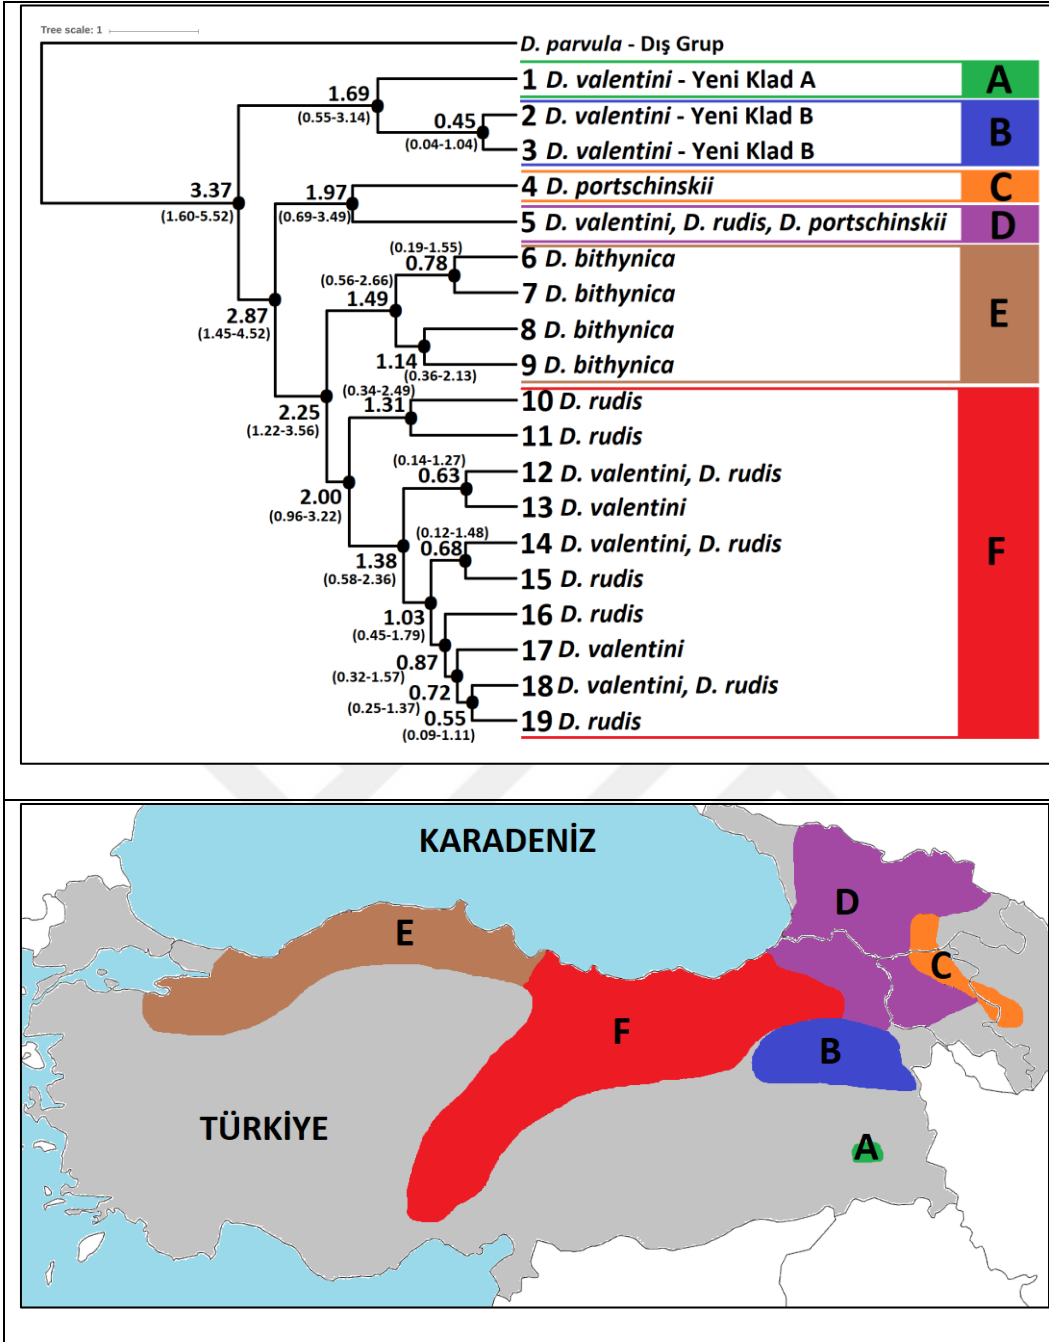 Tree scale: 1
D. parvula - Dış Grup
1 D. valentini - Yeni Klad A
A
1.69
(0.55-3.14)
2 D. valentini - Yeni Klad B
0.45
(0.04-1.04)
B
3 D. valentini - Yeni Klad B
3.37
(1.60-5.52)
4 D. portschinskii
C
1.97
(0.69-3.49)
5 D. valentini, D. rudis, D. portschinskii
D
(0.19-1.55)
0.78
6 D. bithynica
(0.56-2.66)
1.49
7 D. bithynica
E
2.87
(1.45-4.52)
8 D. bithynica
1.14
(0.36-2.13)
9 D. bithynica
(0.34-2.49)
1.31
10 D. rudis
2.25
(1.22-3.56)
11 D. rudis
(0.14-1.27)
0.63
12 D. valentini, D. rudis
2.00
(0.96-3.22)
13 D. valentini
(0.12-1.48)
0.68
14 D. valentini, D. rudis
F
1.38
(0.58-2.36)
15 D. rudis
1.03
(0.45-1.79)
16 D. rudis
0.87
(0.32-1.57)
17 D. valentini
0.72
(0.25-1.37)
18 D. valentini, D. rudis
0.55
(0.09-1.11)
19 D. rudis
KARADENİZ
D
E
C
F
B
TÜRKİYE
A